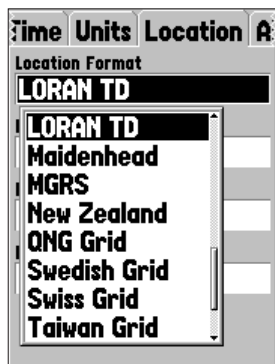 Time Units Location A
Location Format
LORAN TD
LORAN TD
Maidenhead
MGRS
New Zealand
QNG Grid
Swedish Grid
Swiss Grid
Taiwan Grid